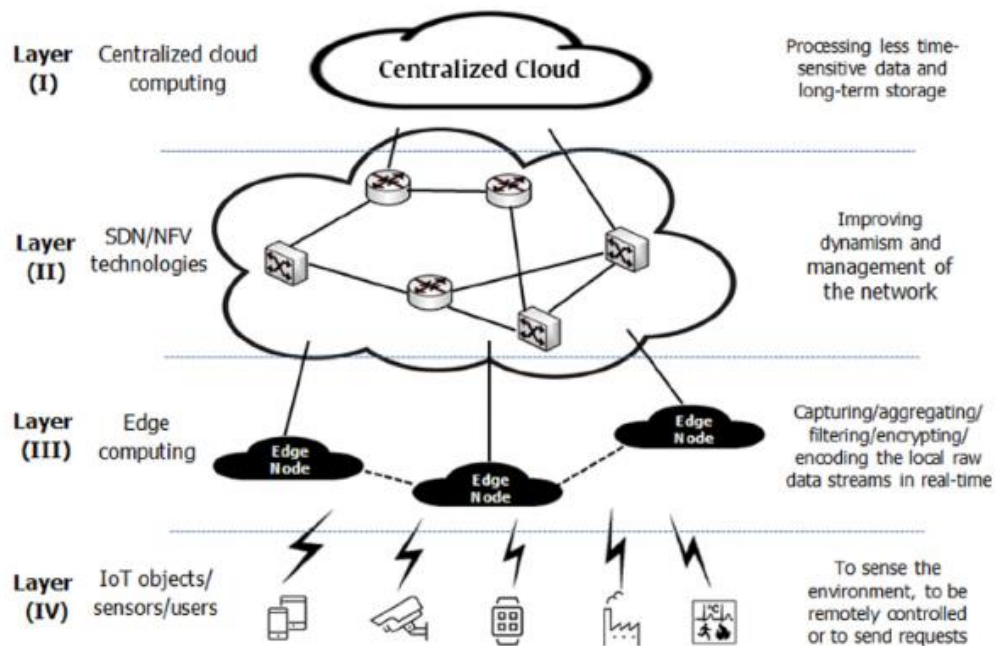 Layer
(I)
Centralized cloud
computing
Centralized Cloud
Processing less time-
sensitive data and
long-term storage
Layer
(II)
SDN/NFV
technologies
Improving
dynamism and
management of
the network
Layer
(III)
Edge
computing
Edge
Node
Edge
Node
Edge
Node
Capturing/aggregating/
filtering/encrypting/
encoding the local raw
data streams in real-time
Layer
(IV)
IoT objects/
sensors/users
°C
To sense the
environment, to be
remotely controlled
or to send requests